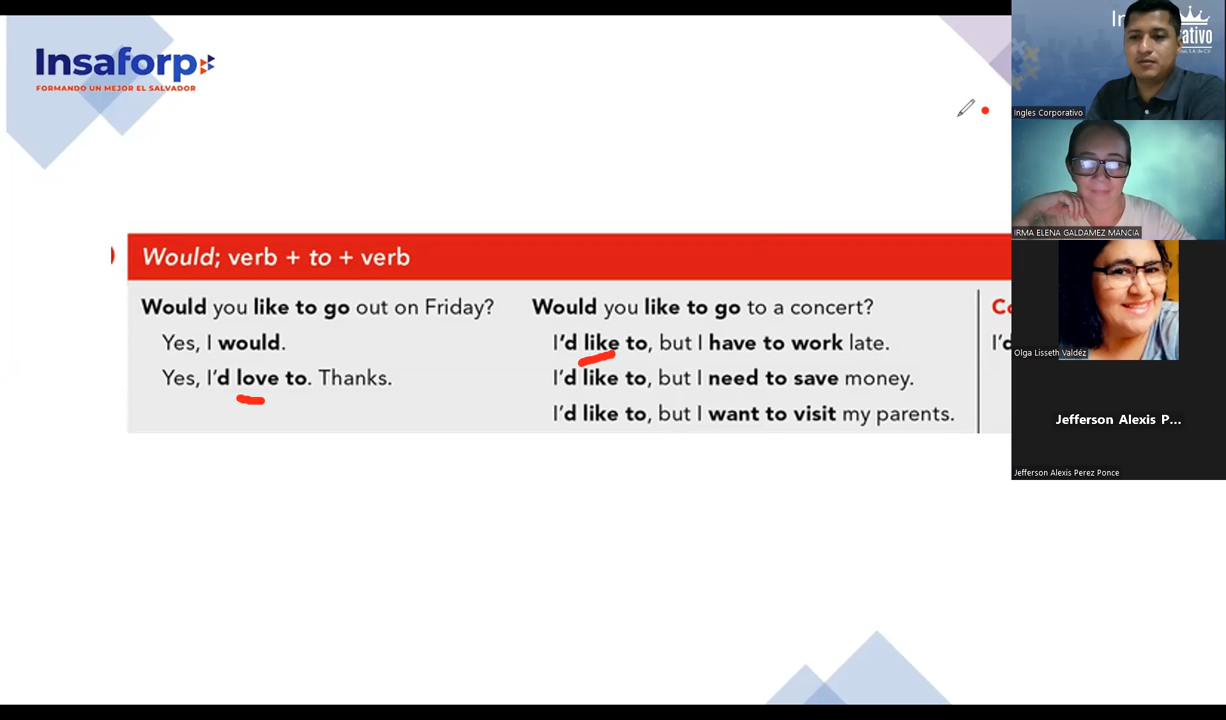 Insaforp
FORMANDO UN MEJOR EL SALVADOR
Would; verb + to + verb
Would you like to go out on Friday?
Yes, I would.
Yes, I'd love to. Thanks.
Would you like to go to a concert?
I'd like to, but I have to work late.
I'd like to, but I need to save money.
I'd like to, but I want to visit my parents.
Ingles Corporativo
IRMA ELENA GALDAMEZ MANCIA
Olga Lisseth Valdéz
Jefferson Alexis P...
Jefferson Alexis Perez Ponce